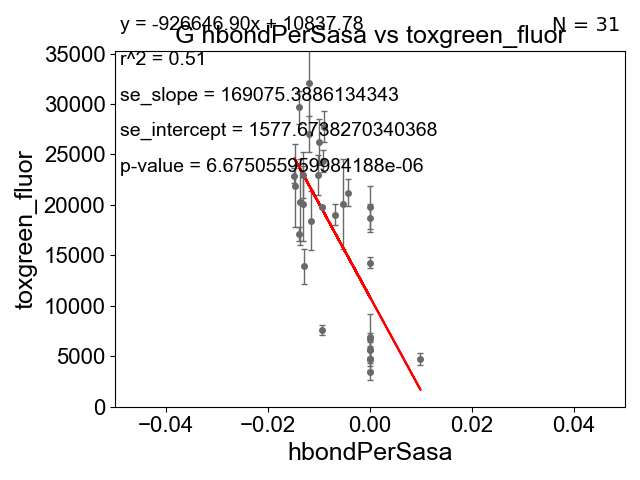 y = -926646.90x + 10837.78
N = 31
G hbondPerSasa vs toxgreen_fluor
r^2 = 0.51
se_slope = 169075.3886134343
se_intercept = 1577.6738270340368
p-value = 6.675055959984188e-06
toxgreen_fluor
35000
30000
25000
20000
15000
10000
5000
0
−0.04
−0.02
0.00
0.02
0.04
hbondPerSasa